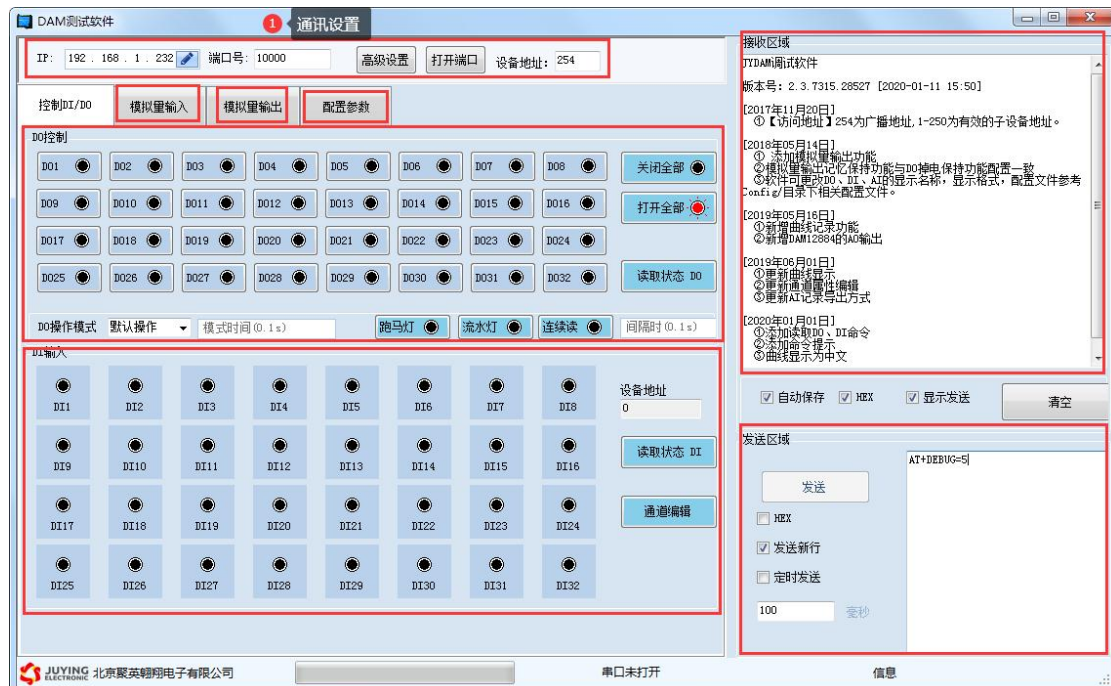 DAM测试软件
1 通讯设置
IP: 192 . 168 . 1 . 232 端口号: 10000 高级设置 打开端口 设备地址: 254
控制DI/DO 模拟量输入 模拟量输出 配置参数
DO控制
DO1 DO2 DO3 DO4 DO5 DO6 DO7 DO8 关闭全部
DO9 DO10 DO11 DO12 DO13 DO14 DO15 DO16 打开全部
DO17 DO18 DO19 DO20 DO21 DO22 DO23 DO24
DO25 DO26 DO27 DO28 DO29 DO30 DO31 DO32 读取状态 DO
DO操作模式 默认操作 模式时间(0.1s) 跑马灯 流水灯 连续读 间隔时(0.1s)
DI输入
DI1 DI2 DI3 DI4 DI5 DI6 DI7 DI8
设备地址
0
DI9 DI10 DI11 DI12 DI13 DI14 DI15 DI16 读取状态 DI
DI17 DI18 DI19 DI20 DI21 DI22 DI23 DI24 通道编辑
DI25 DI26 DI27 DI28 DI29 DI30 DI31 DI32
接收区域
JYDAM调试软件
版本号: 2.3.7315.28527 [2020-01-11 15:50]
[2017年11月20日]
①【访问地址】254为广播地址,1-250为有效的子设备地址。
[2018年05月14日]
① 添加模拟量输出功能
②模拟量输出记忆保持功能与DO掉电保持功能配置一致
③软件可更改DO、DI、AI的显示名称，显示格式，配置文件参考
Config/目录下相关配置文件。
[2019年05月16日]
①新增曲线记录功能
②新增DAM12884的AO输出
[2019年06月01日]
①更新曲线显示
②更新通道属性编辑
③更新AI记录导出方式
[2020年01月01日]
①添加读取DO、DI命令
②添加命令提示
③曲线显示为中文
自动保存 HEX 显示发送 清空
发送区域
AT+DEBUG=5
发送
HEX
发送新行
定时发送
100 毫秒
JUYING ELECTRONIC 北京聚英翱翔电子有限公司 串口未打开 信息